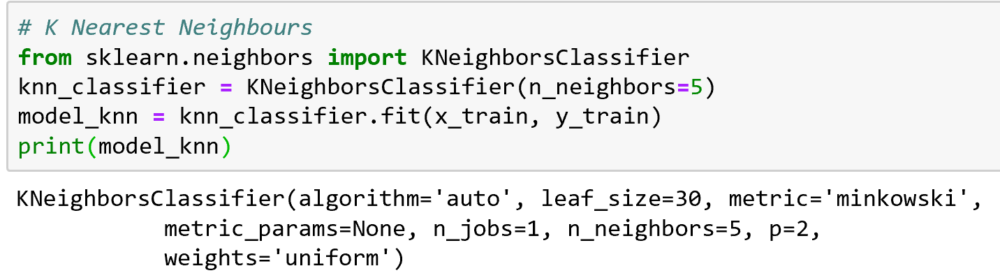 # K Nearest Neighbours
from sklearn.neighbors import KNeighborsClassifier
knn_classifier = KNeighborsClassifier(n_neighbors=5)
model_knn = knn_classifier.fit(x_train, y_train)
print(model_knn)
KNeighborsClassifier(algorithm='auto', leaf_size=30, metric='minkowski',
           metric_params=None, n_jobs=1, n_neighbors=5, p=2,
           weights='uniform')